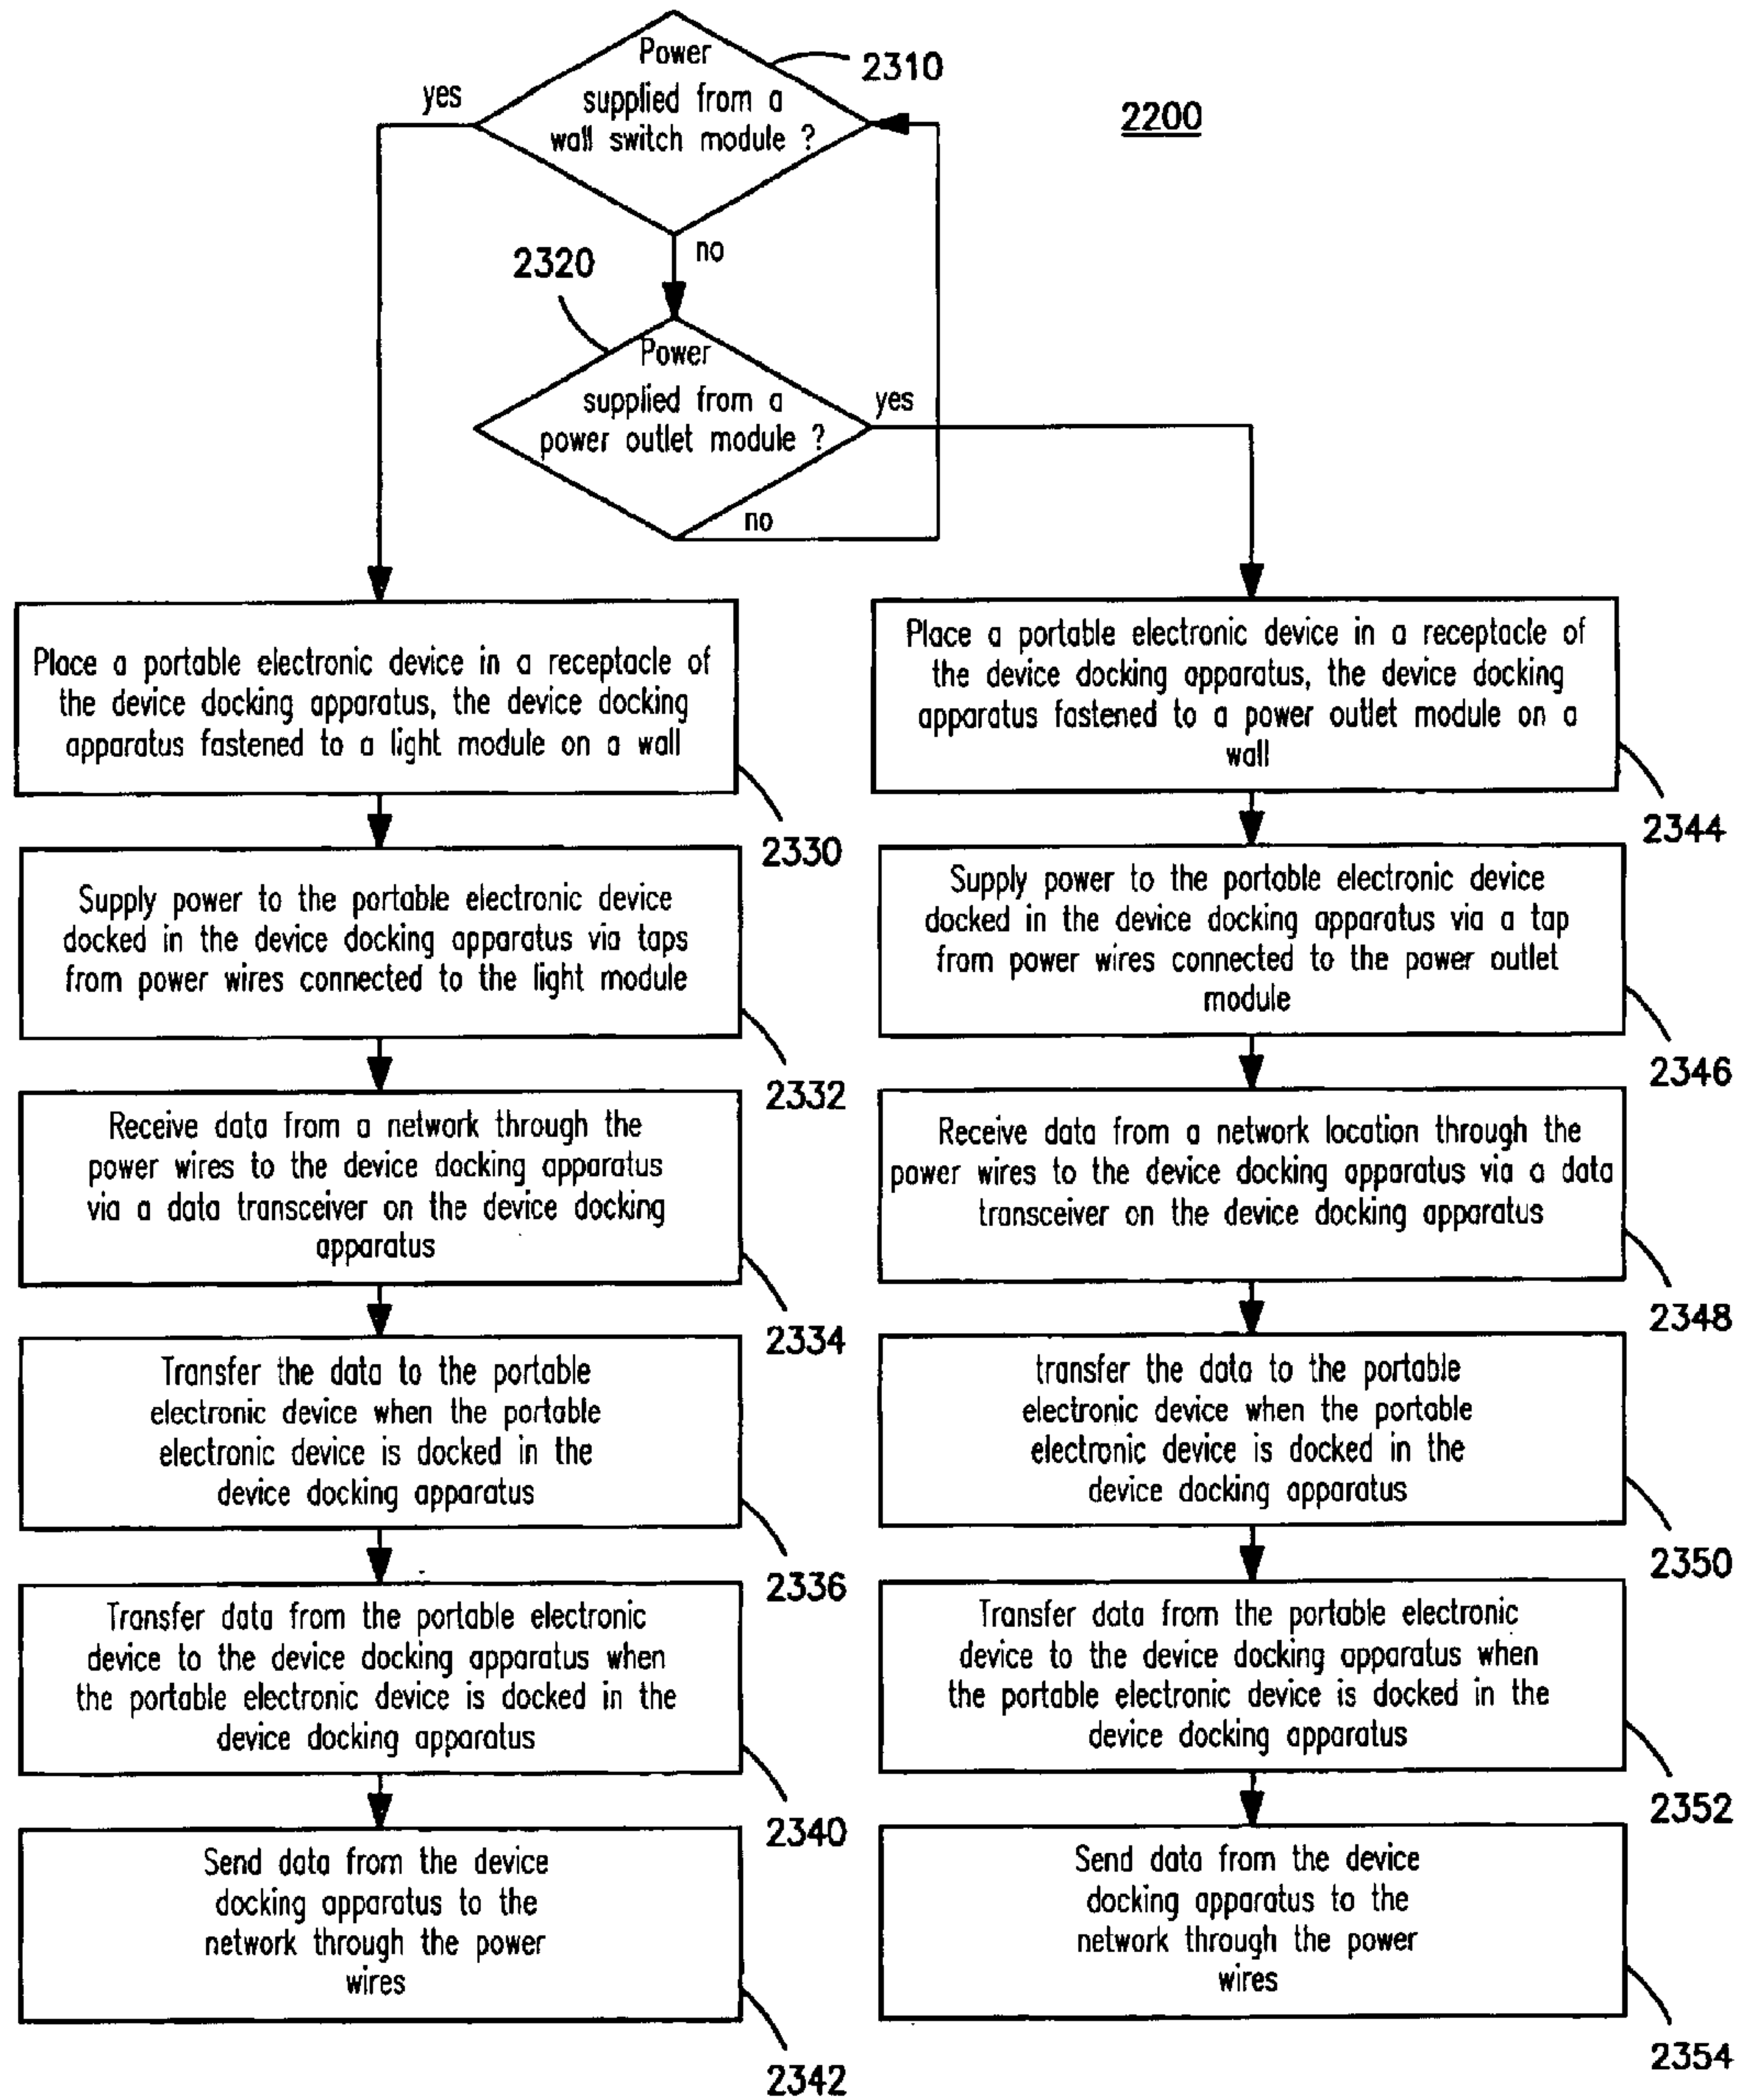 Power
supplied from a
wall switch module ?
2310
yes
2200
no
2320
Power
supplied from a
power outlet module ?
yes
no
Place a portable electronic device in a receptacle of
the device docking apparatus, the device docking
apparatus fastened to a light module on a wall
2330
Supply power to the portable electronic device
docked in the device docking apparatus via taps
from power wires connected to the light module
2332
Receive data from a network through the
power wires to the device docking apparatus
via a data transceiver on the device docking
apparatus
2334
Transfer the data to the portable
electronic device when the portable
electronic device is docked in the
device docking apparatus
2336
Transfer data from the portable electronic
device to the device docking apparatus when
the portable electronic device is docked in the
device docking apparatus
2340
Send data from the device
docking apparatus to the
network through the power
wires
2342
Place a portable electronic device in a receptacle of
the device docking apparatus, the device docking
apparatus fastened to a power outlet module on a
wall
2344
Supply power to the portable electronic device
docked in the device docking apparatus via a tap
from power wires connected to the power outlet
module
2346
Receive data from a network location through the
power wires to the device docking apparatus via a data
transceiver on the device docking apparatus
2348
transfer the data to the portable
electronic device when the portable
electronic device is docked in the
device docking apparatus
2350
Transfer data from the portable electronic
device to the device docking apparatus when
the portable electronic device is docked in the
device docking apparatus
2352
Send data from the device
docking apparatus to the
network through the power
wires
2354